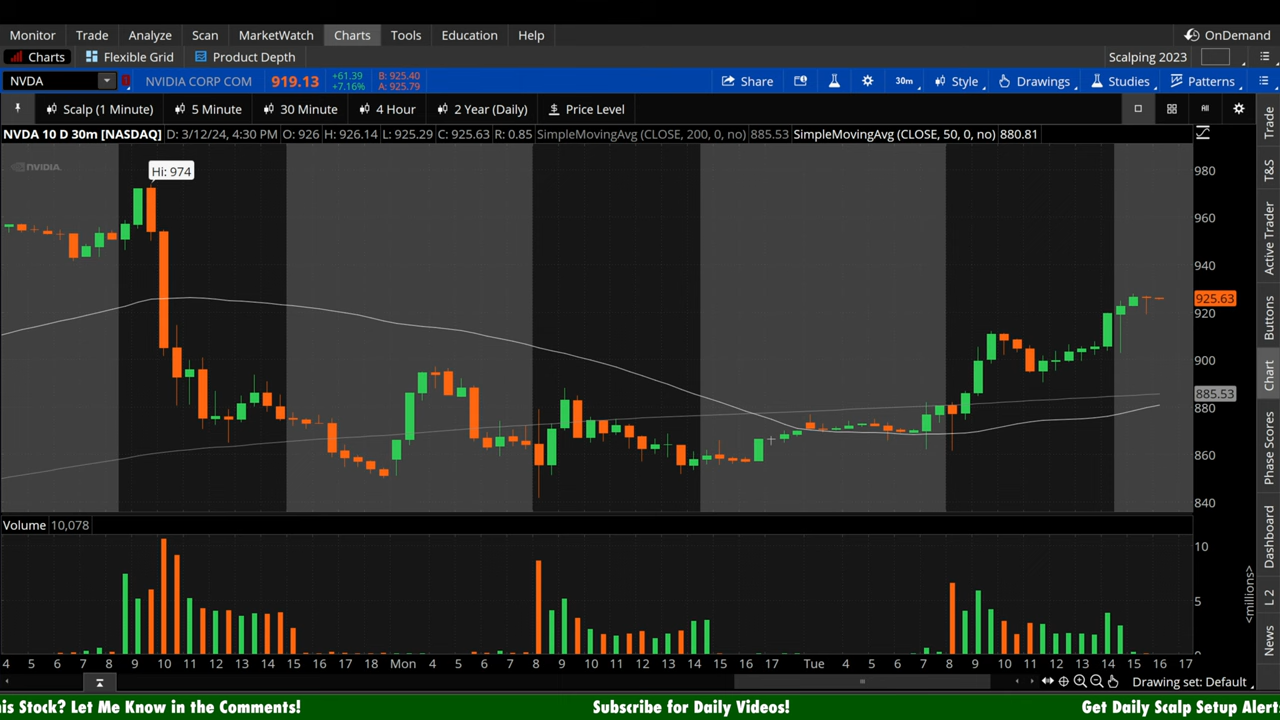 Monitor Trade Analyze Scan MarketWatch Charts Tools Education Help OnDemand
Charts Flexible Grid Product Depth Scalping 2023
NVDA NVIDIA CORP COM 919.13 +61.39 +7.16% B: 925.40 A: 925.79 Share 30m Style Drawings Studies Patterns
Scalp (1 Minute) 5 Minute 30 Minute 4 Hour 2 Year (Daily) Price Level
NVDA 10 D 30m [NASDAQ] D: 3/12/24, 4:30 PM O: 926 H: 926.14 L: 925.29 C: 925.63 R: 0.85 SimpleMovingAvg (CLOSE, 200, 0, no) 885.53 SimpleMovingAvg (CLOSE, 50, 0, no) 880.81
NVIDIA.
Hi: 974
980
960
940
925.63
920
900
885.53
880
860
840
Volume 10,078
10
5
<millions>
4 5 6 7 8 9 10 11 12 13 14 15 16 17 18 Mon 4 5 6 7 8 9 10 11 12 13 14 15 16 17 Tue 4 5 6 7 8 9 10 11 12 13 14 15 16 17
Drawing set: Default
Trade
T&S
Active Trader
Buttons
Chart
Phase Scores
Dashboard
L 2
News
his Stock? Let Me Know in the Comments! Subscribe for Daily Videos! Get Daily Scalp Setup Alert